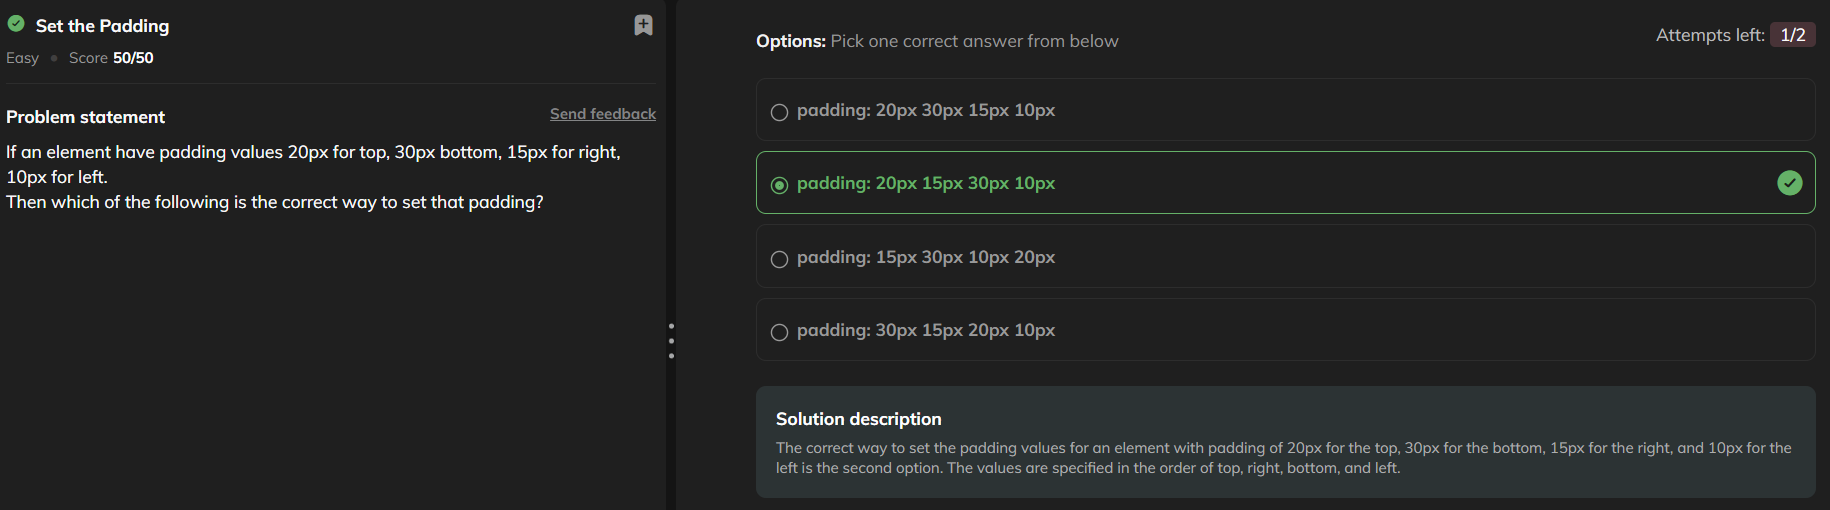 Set the Padding
Easy • Score 50/50
Problem statement
Send feedback
If an element have padding values 20px for top, 30px bottom, 15px for right,
10px for left.
Then which of the following is the correct way to set that padding?
Options: Pick one correct answer from below
Attempts left: 1/2
padding: 20px 30px 15px 10px
padding: 20px 15px 30px 10px
padding: 15px 30px 10px 20px
padding: 30px 15px 20px 10px
Solution description
The correct way to set the padding values for an element with padding of 20px for the top, 30px for the bottom, 15px for the right, and 10px for the
left is the second option. The values are specified in the order of top, right, bottom, and left.